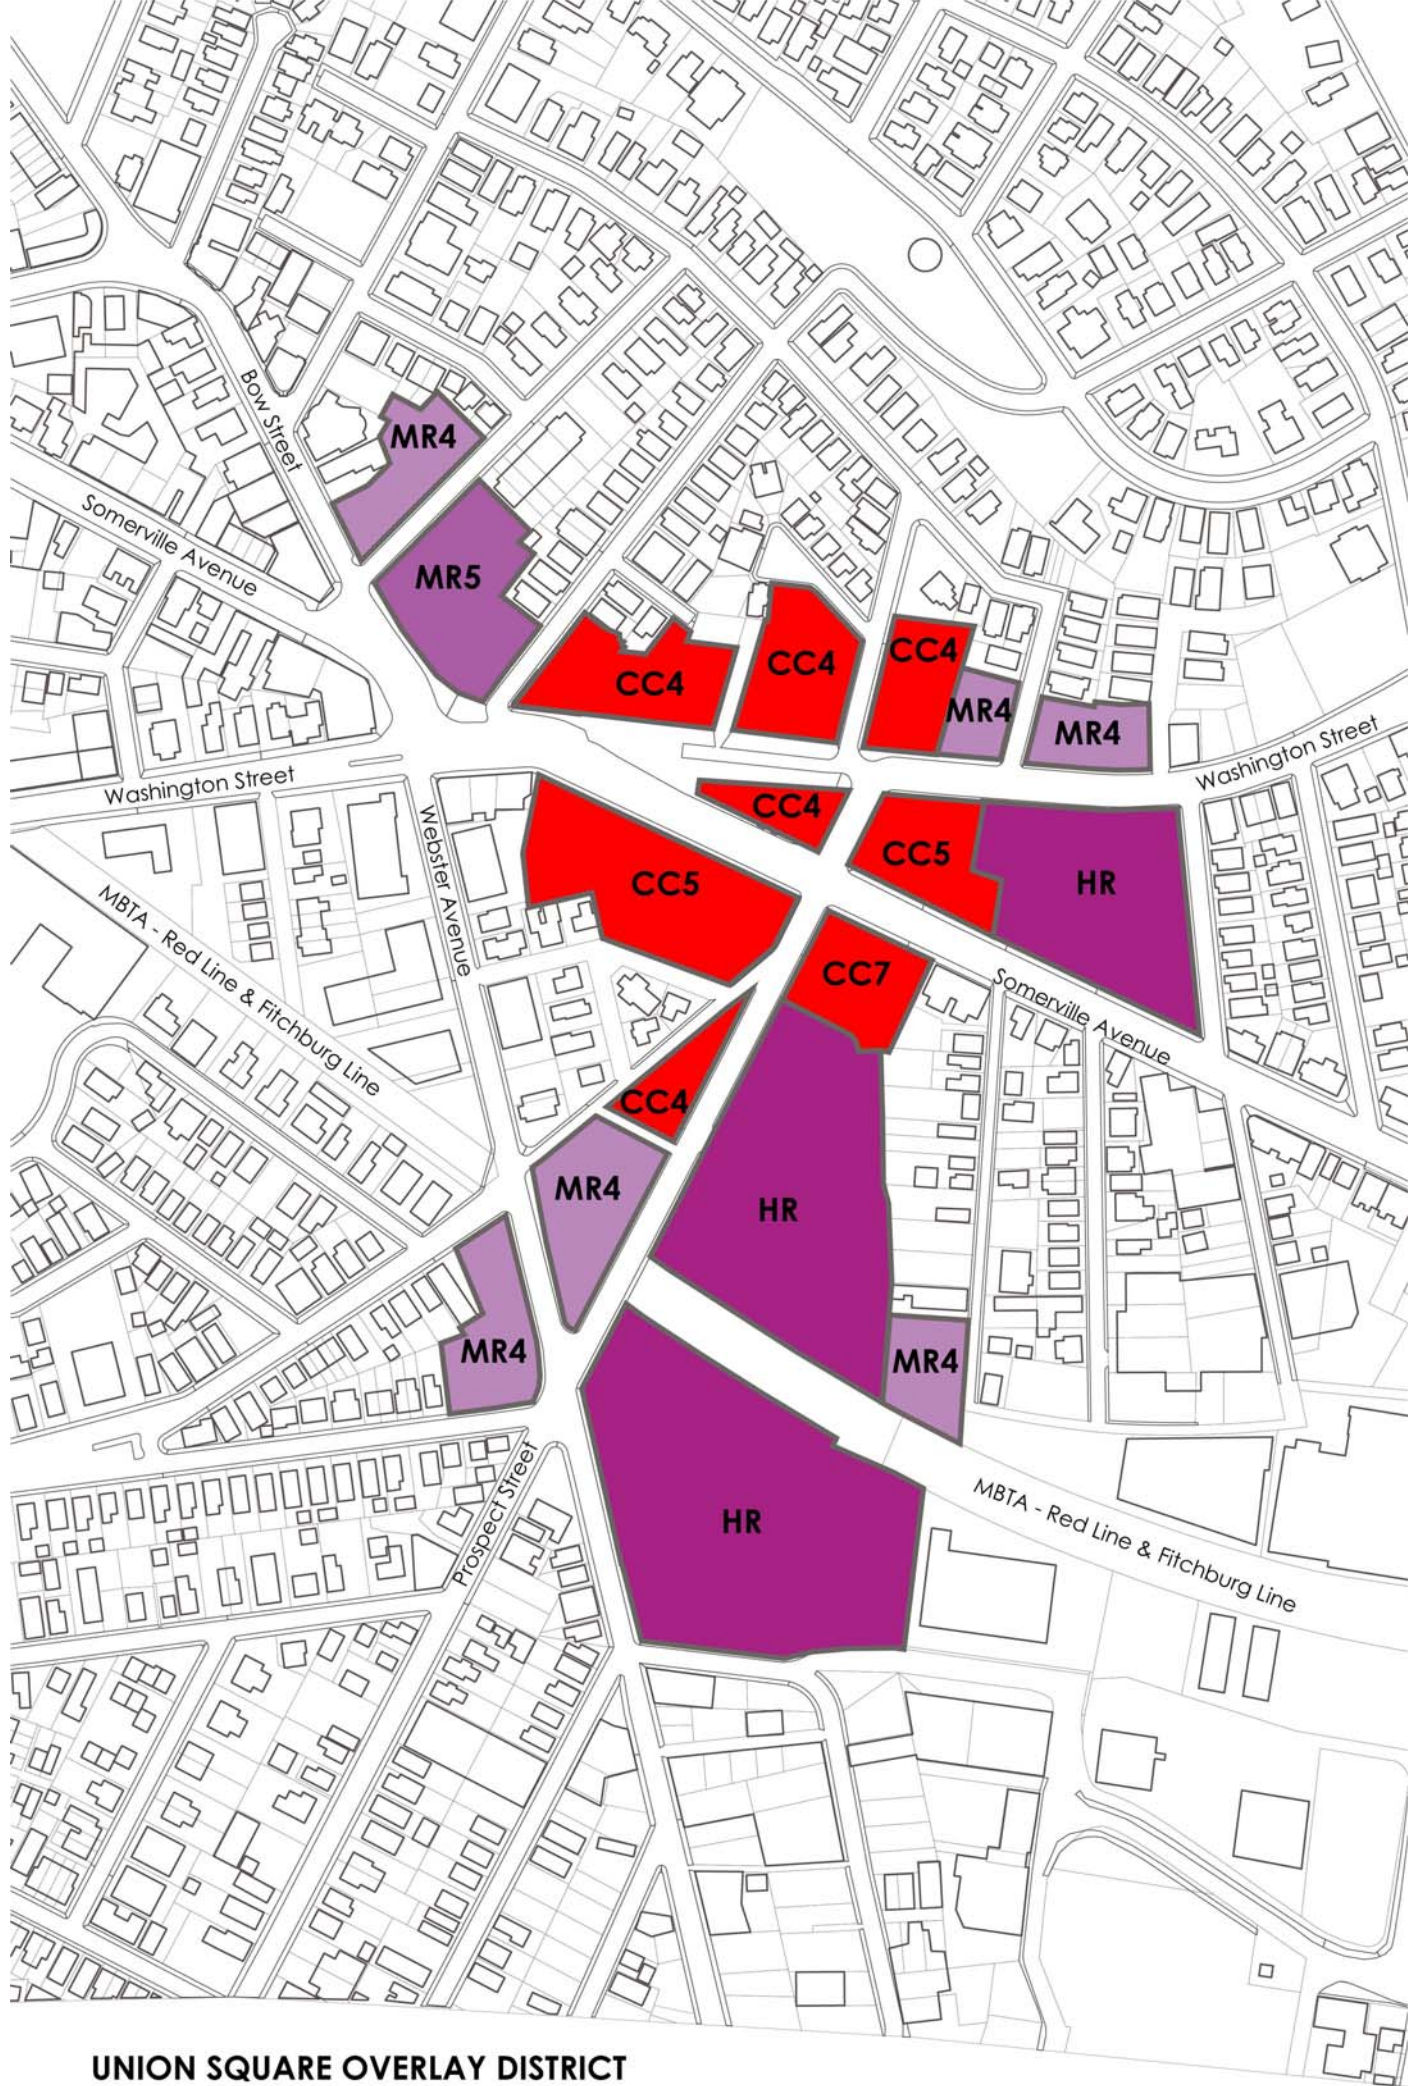 Bow Street
MR4
Somerville Avenue
MR5
CC4
CC4
CC4
MR4
MR4
Washington Street
Washington Street
CC4
Webster Avenue
CC5
CC5
HR
MBTA - Red Line & Fitchburg Line
CC7
Somerville Avenue
CC4
MR4
HR
MR4
MR4
Prospect Street
HR
MBTA - Red Line & Fitchburg Line
UNION SQUARE OVERLAY DISTRICT